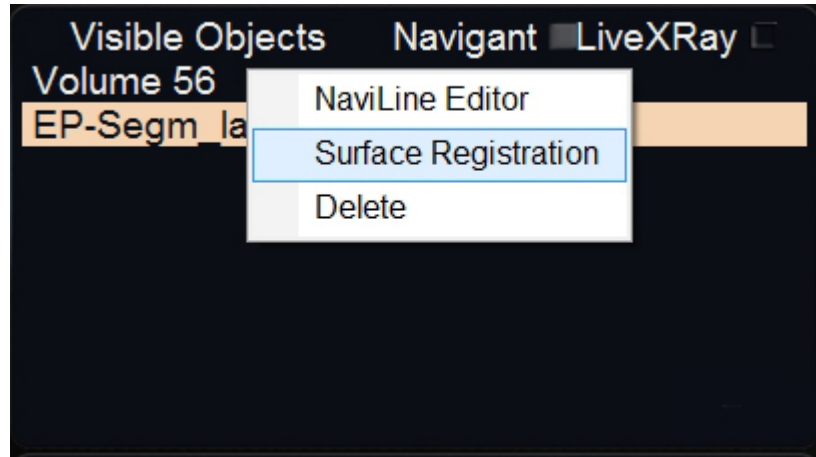 Visible Objects Navigant LiveXRay
Volume 56
EP-Segm_la
NaviLine Editor
Surface Registration
Delete